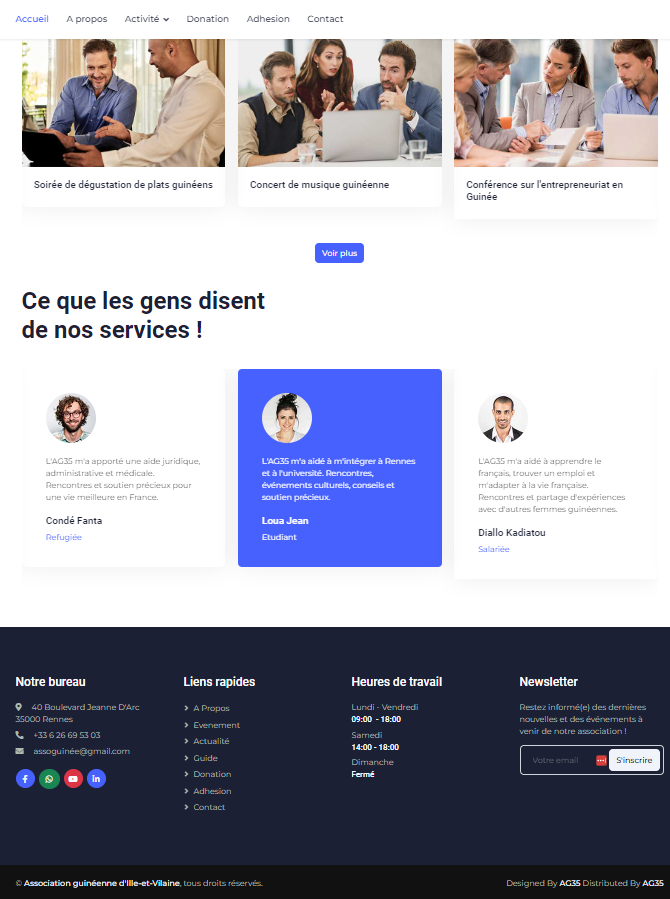 Accueil A propos Activité Donation Adhesion Contact
Soirée de dégustation de plats guinéens
Concert de musique guinéenne
Conférence sur l'entrepreneuriat en
Guinée
Voir plus
Ce que les gens disent
de nos services !
L'AG35 m'a apporté une aide juridique,
administrative et médicale.
Rencontres et soutien précieux pour
une vie meilleure en France.
Condé Fanta
Refugiée
L'AG35 m'a aidé à m'intégrer à Rennes
et à l'université. Rencontres,
événements culturels, conseils et
soutien précieux.
Loua Jean
Etudiant
L'AG35 m'a aidé à apprendre le
français, trouver un emploi et
m'adapter à la vie française.
Rencontres et partage d'expériences
avec d'autres femmes guinéennes.
Diallo Kadiatou
Salariée
Notre bureau
40 Boulevard Jeanne D'Arc
35000 Rennes
+33 6 26 69 53 03
assoguinée@gmail.com
Liens rapides
A Propos
Evenement
Actualité
Guide
Donation
Adhesion
Contact
Heures de travail
Lundi - Vendredi
09:00 - 18:00
Samedi
14:00 - 18:00
Dimanche
Fermé
Newsletter
Restez informé(e) des dernières
nouvelles et des événements à
venir de notre association !
Votre email S'inscrire
© Association guinéenne d'Ille-et-Vilaine, tous droits réservés.
Designed By AG35 Distributed By AG35